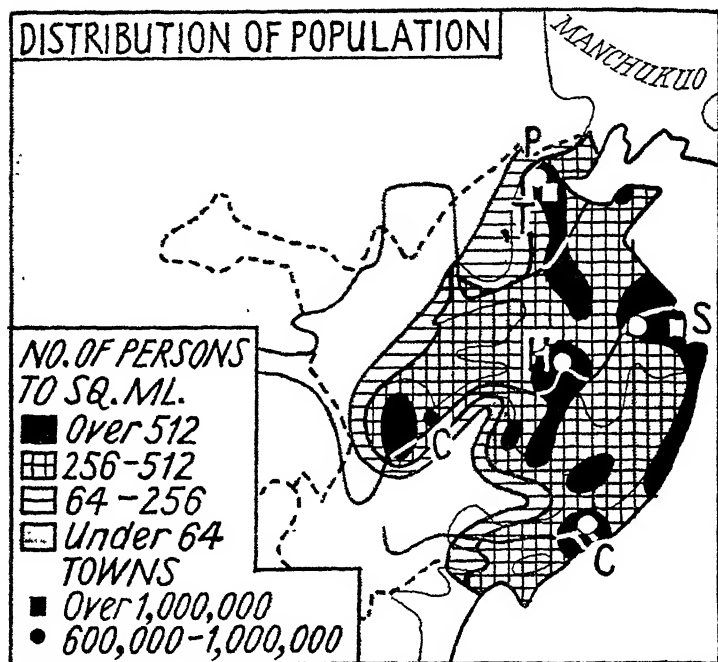 DISTRIBUTION OF POPULATION
MANCHUKUO
P
T
S
H
C
C
NO. OF PERSONS
TO SQ. ML.
Over 512
256-512
64-256
Under 64
TOWNS
Over 1,000,000
600,000-1,000,000